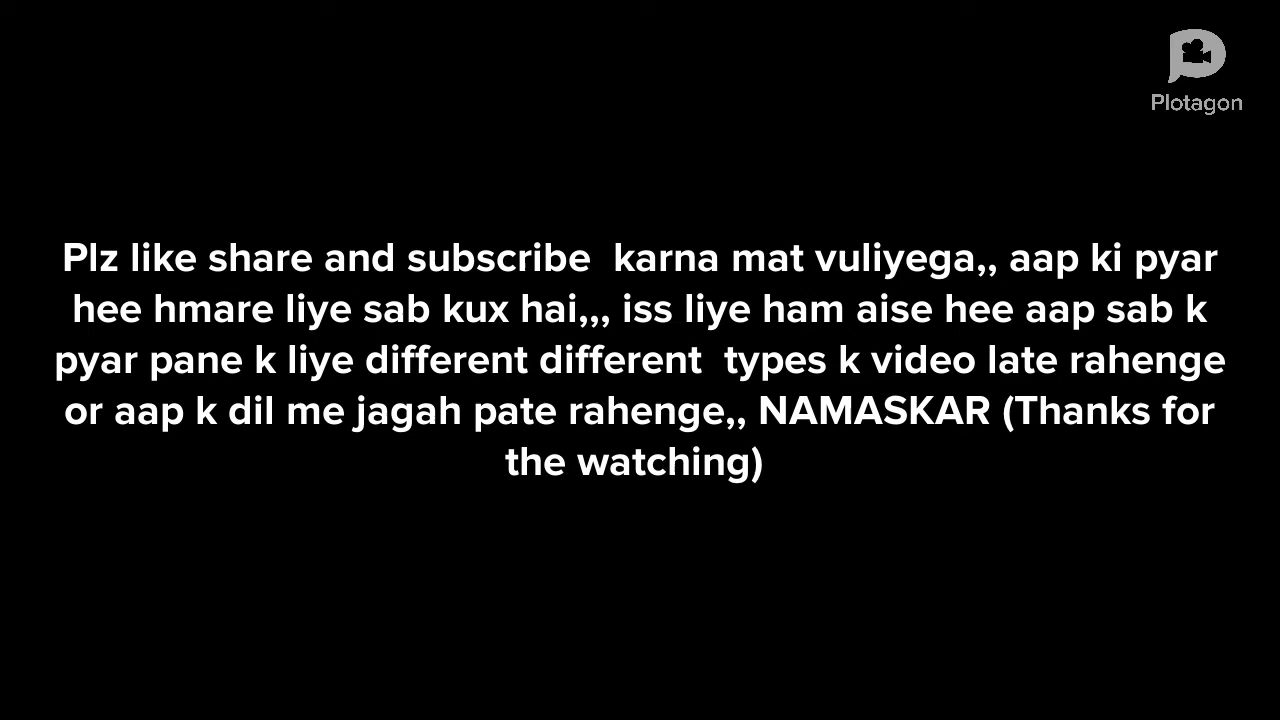 Plotagon
Plz like share and subscribe  karna mat vuliyega,, aap ki pyar
hee hmare liye sab kux hai,,, iss liye ham aise hee aap sab k
pyar pane k liye different different  types k video late rahenge
or aap k dil me jagah pate rahenge,, NAMASKAR (Thanks for
the watching)